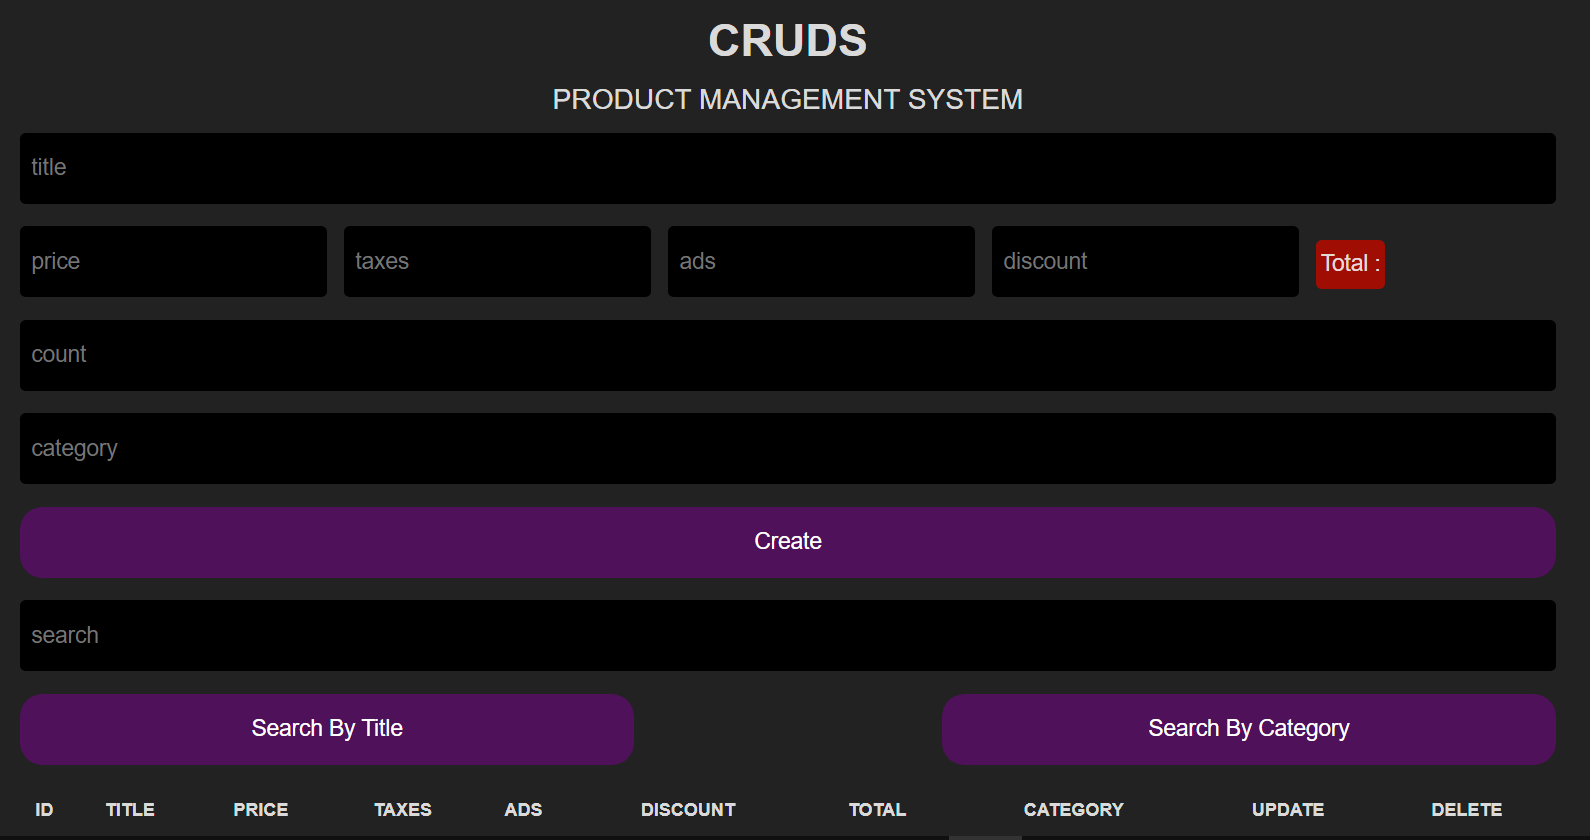 CRUDS
PRODUCT MANAGEMENT SYSTEM
title
price taxes ads discount Total :
count
category
Create
search
Search By Title Search By Category
ID TITLE PRICE TAXES ADS DISCOUNT TOTAL CATEGORY UPDATE DELETE